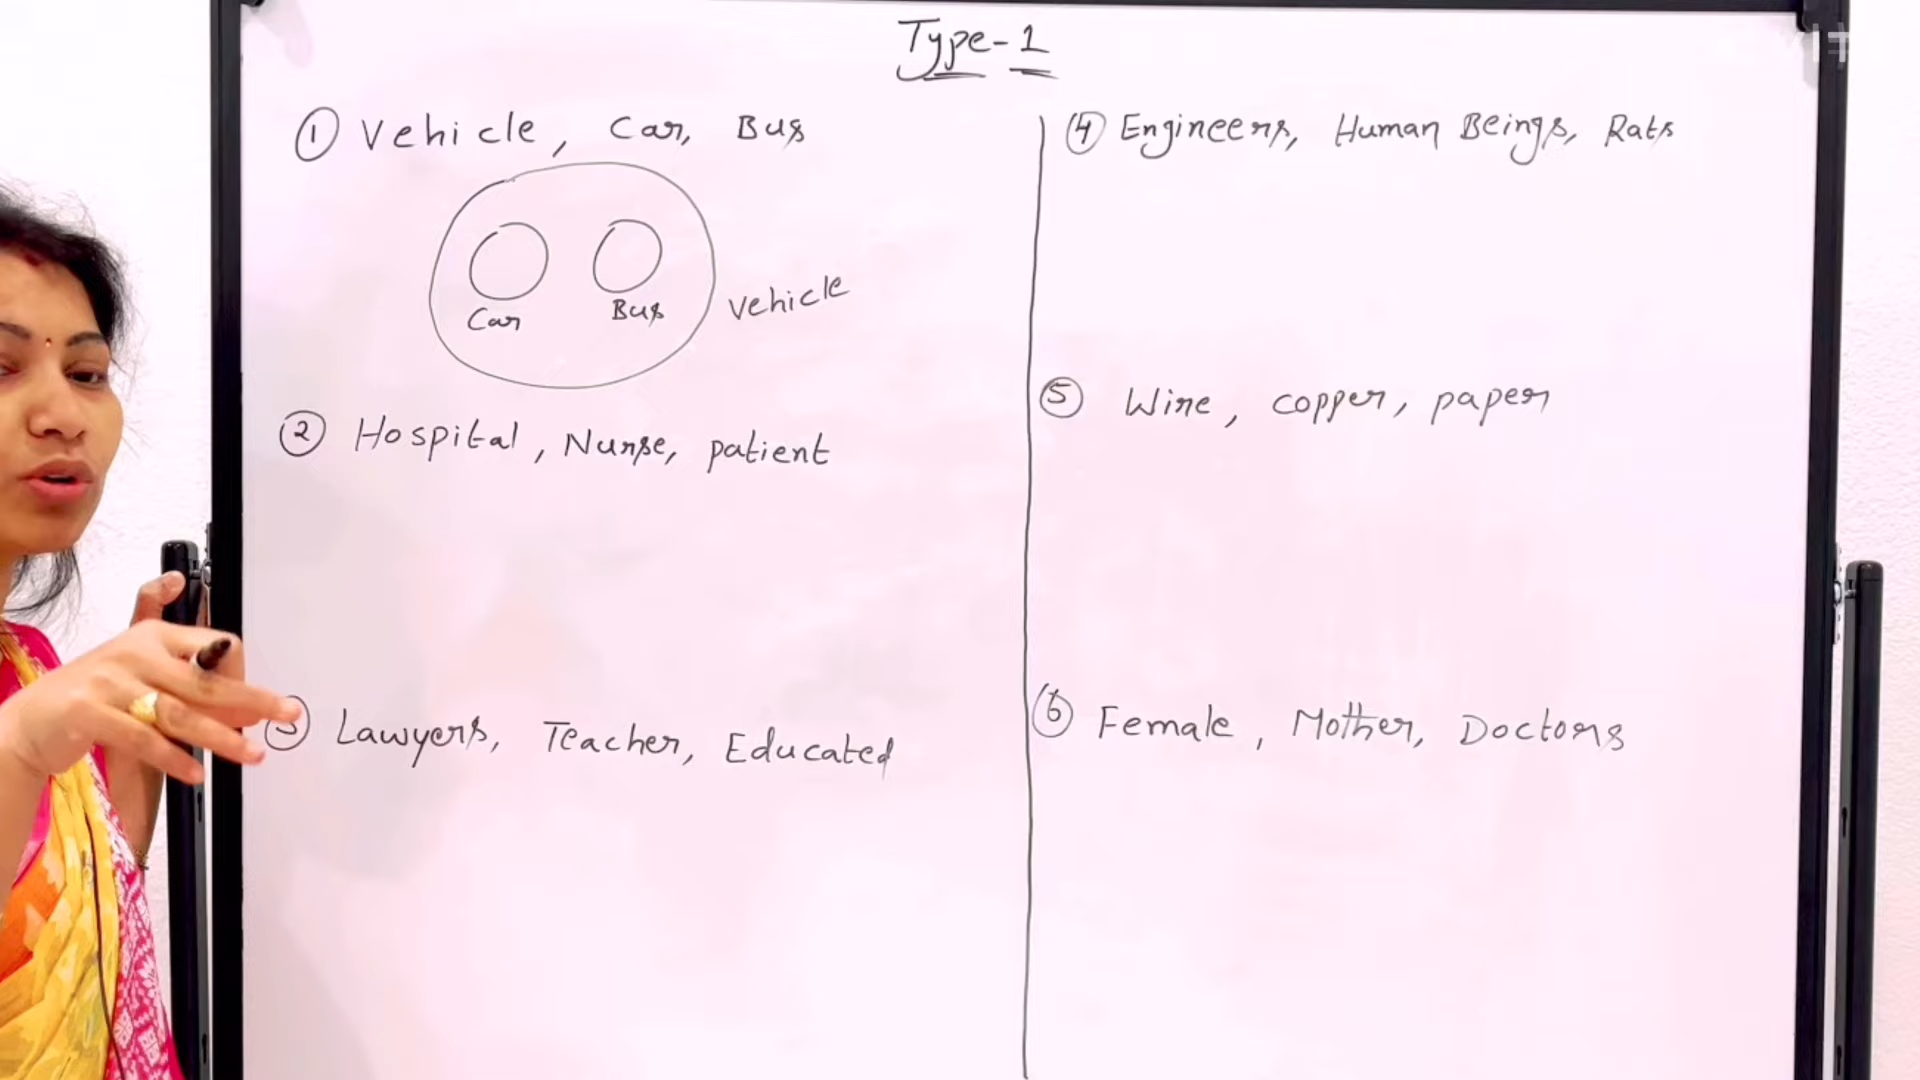 Type-1
① Vehicle, Car, Bus
Car
Bus
Vehicle
② Hospital, Nurse, patient
③ Lawyers, Teacher, Educated
④ Engineers, Human Beings, Rats
⑤ Wire, copper, paper
⑥ Female, Mother, Doctors